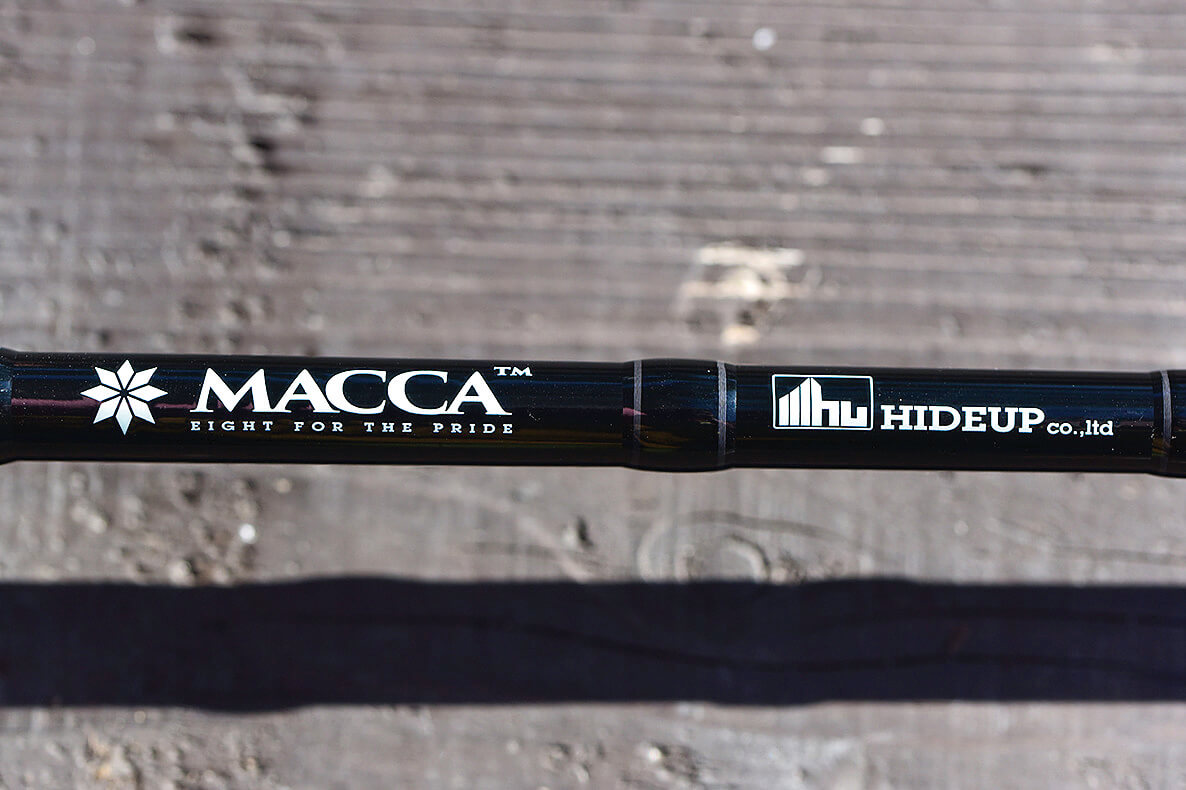 MACCA™
EIGHT FOR THE PRIDE
hu HIDEUP co.,ltd